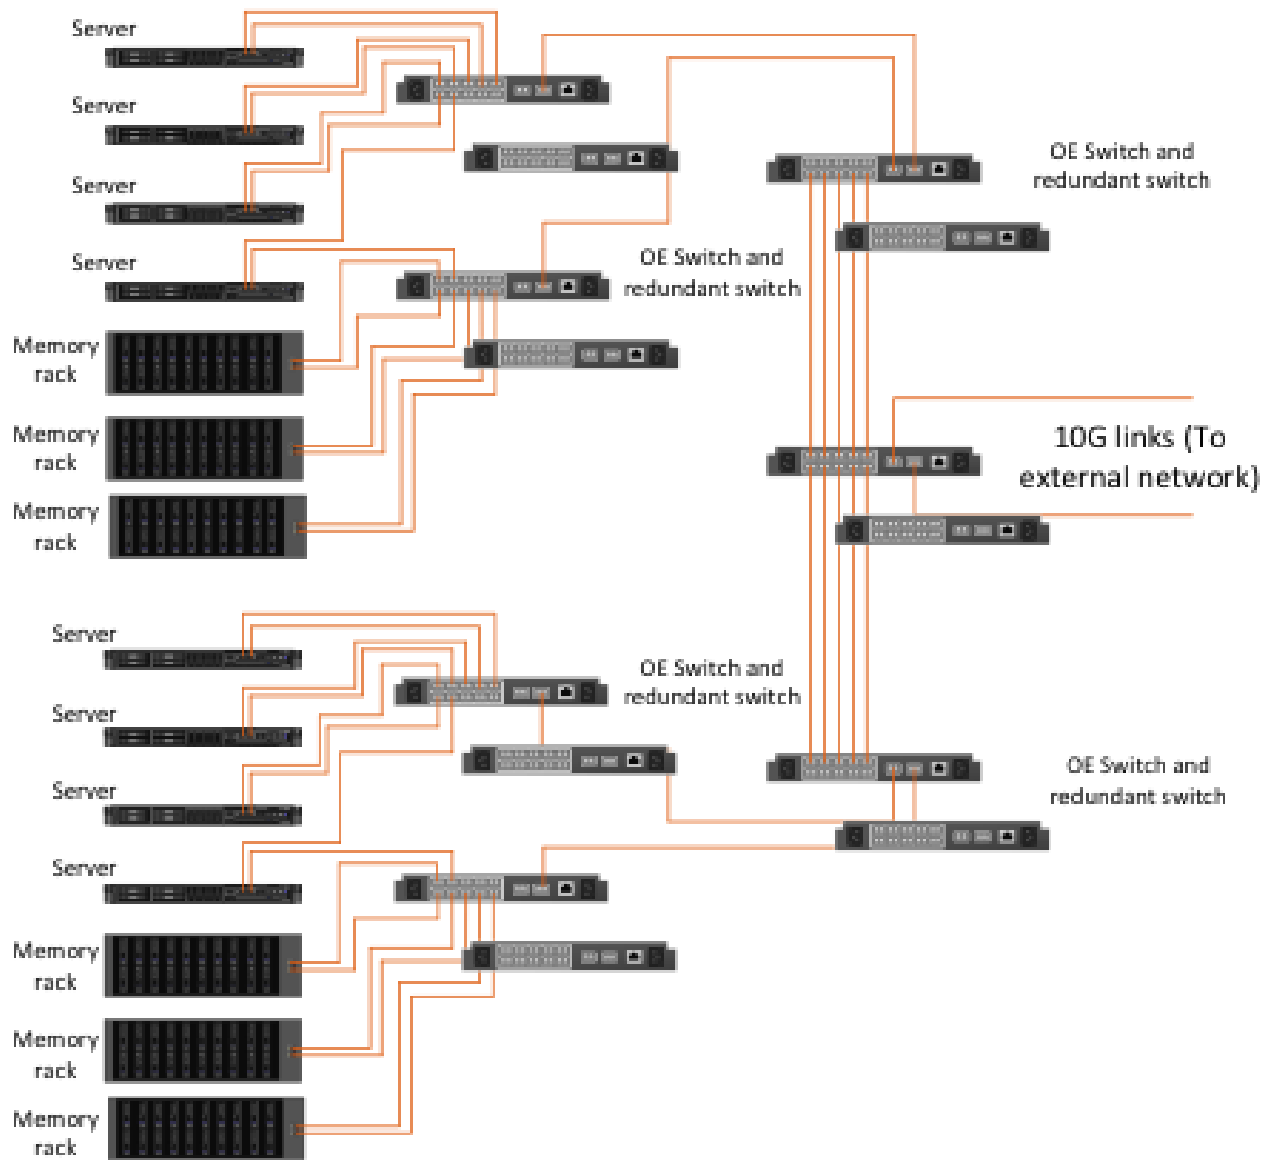 Server
Server
Server
Server
Memory
rack
Memory
rack
Memory
rack
OE Switch and
redundant switch
OE Switch and
redundant switch
10G links (To
external network)
Server
Server
Server
Server
Memory
rack
Memory
rack
Memory
rack
OE Switch and
redundant switch
OE Switch and
redundant switch